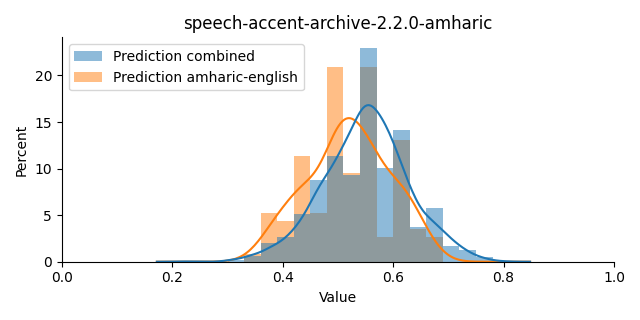 speech-accent-archive-2.2.0-amharic
Prediction combined
Prediction amharic-english
Percent
20
15
10
5
0
0.0 0.2 0.4 0.6 0.8 1.0
Value